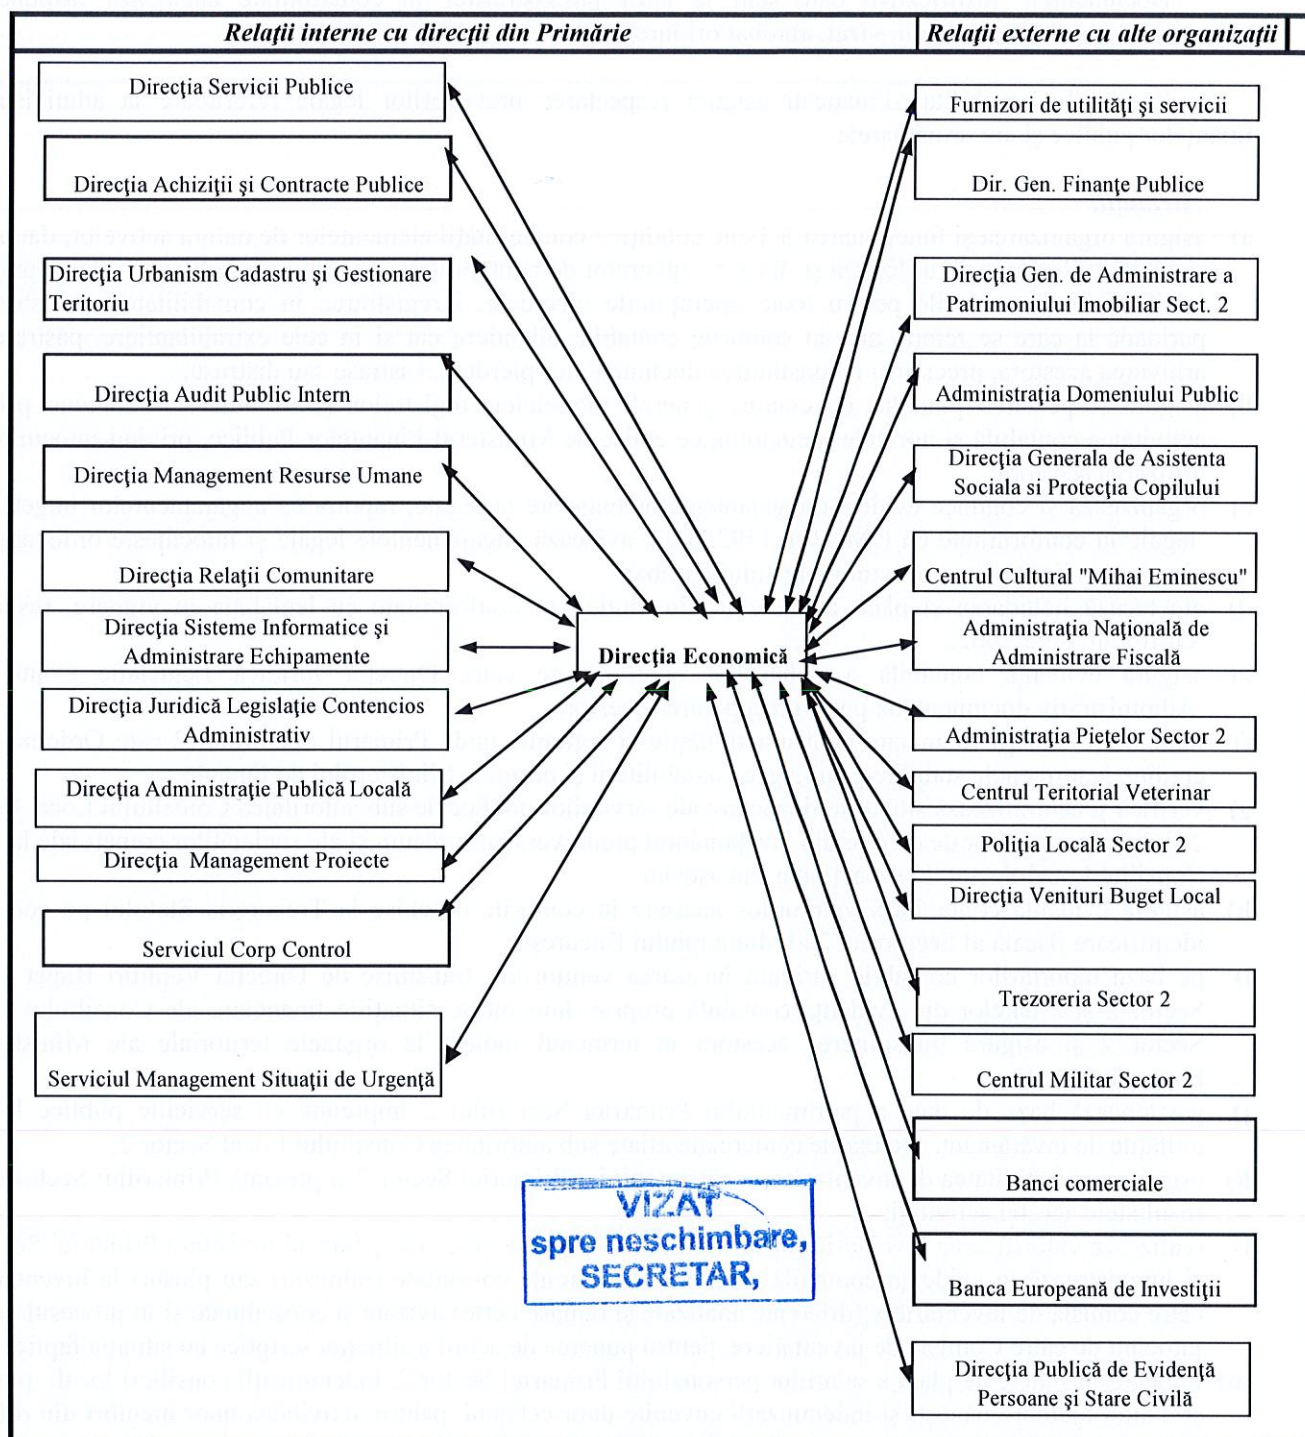 Relaţii interne cu direcţii din Primărie
Relaţii externe cu alte organizaţii
Direcţia Servicii Publice
Direcţia Achiziţii şi Contracte Publice
Direcţia Urbanism Cadastru şi Gestionare
Teritoriu
Direcţia Audit Public Intern
Direcţia Management Resurse Umane
Direcţia Relaţii Comunitare
Direcţia Sisteme Informatice şi
Administrare Echipamente
Direcţia Juridică Legislaţie Contencios
Administrativ
Direcţia Administraţie Publică Locală
Direcţia Management Proiecte
Serviciul Corp Control
Serviciul Management Situaţii de Urgenţă
Direcţia Economică
Furnizori de utilităţi şi servicii
Dir. Gen. Finanţe Publice
Direcţia Gen. de Administrare a
Patrimoniului Imobiliar Sect. 2
Administraţia Domeniului Public
Direcţia Generala de Asistenta
Sociala si Protecţia Copilului
Centrul Cultural "Mihai Eminescu"
Administraţia Naţională de
Administrare Fiscală
Administraţia Pieţelor Sector 2
Centrul Teritorial Veterinar
Poliţia Locală Sector 2
Direcţia Venituri Buget Local
Trezoreria Sector 2
Centrul Militar Sector 2
Banci comerciale
Banca Europeană de Investiţii
Direcţia Publică de Evidenţă
Persoane şi Stare Civilă
VIZAT
spre neschimbare,
SECRETAR,